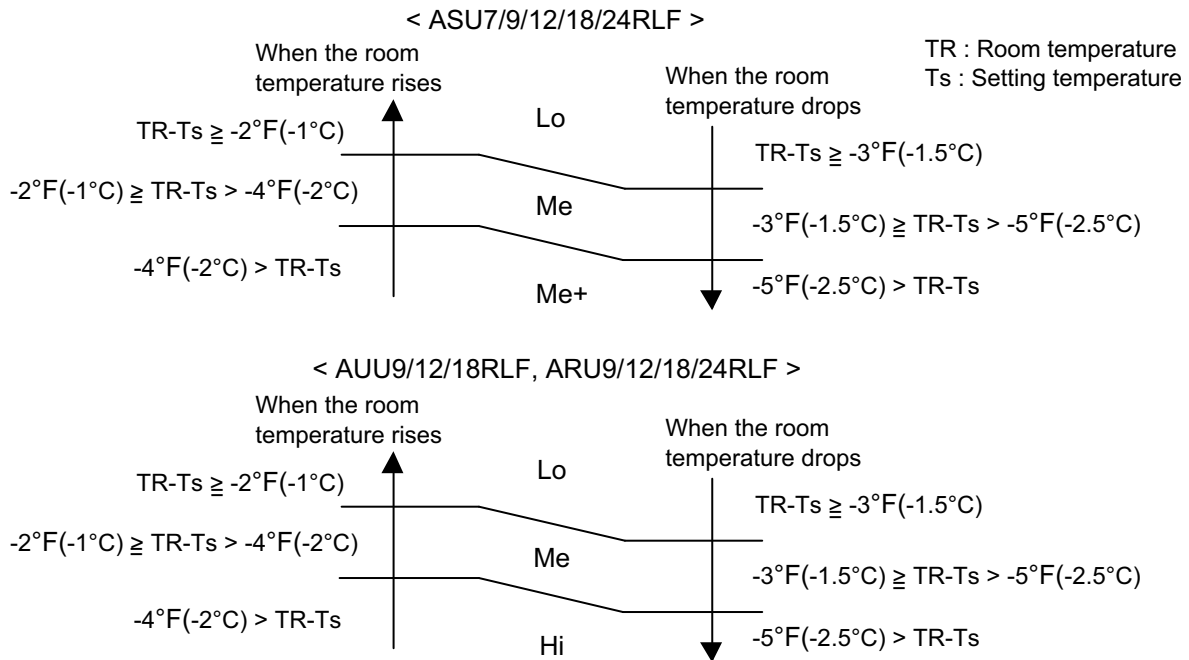 < ASU7/9/12/18/24RLF >
TR : Room temperature
Ts : Setting temperature
When the room
temperature rises
When the room
temperature drops
Lo
TR-Ts ≧ -2°F(-1°C)
TR-Ts ≧ -3°F(-1.5°C)
-2°F(-1°C) ≧ TR-Ts > -4°F(-2°C)
Me
-3°F(-1.5°C) ≧ TR-Ts > -5°F(-2.5°C)
-4°F(-2°C) > TR-Ts
Me+
-5°F(-2.5°C) > TR-Ts
< AUU9/12/18RLF, ARU9/12/18/24RLF >
When the room
temperature rises
When the room
temperature drops
Lo
TR-Ts ≧ -2°F(-1°C)
TR-Ts ≧ -3°F(-1.5°C)
-2°F(-1°C) ≧ TR-Ts > -4°F(-2°C)
Me
-3°F(-1.5°C) ≧ TR-Ts > -5°F(-2.5°C)
-4°F(-2°C) > TR-Ts
Hi
-5°F(-2.5°C) > TR-Ts